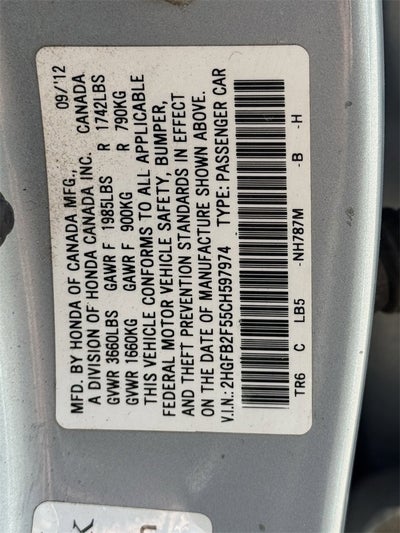 MFD. BY HONDA OF CANADA MFG., 09/'12
A DIVISION OF HONDA CANADA INC. CANADA
GVWR 3660LBS GAWR F 1985LBS R 1742LBS
GVWR 1660KG GAWR F 900KG R 790KG
THIS VEHICLE CONFORMS TO ALL APPLICABLE
FEDERAL MOTOR VEHICLE SAFETY, BUMPER,
AND THEFT PREVENTION STANDARDS IN EFFECT
ON THE DATE OF MANUFACTURE SHOWN ABOVE.
V.I.N.: 2HGFB2F55CH597974 TYPE: PASSENGER CAR
TR6 C LB5 -NH787M -B -H